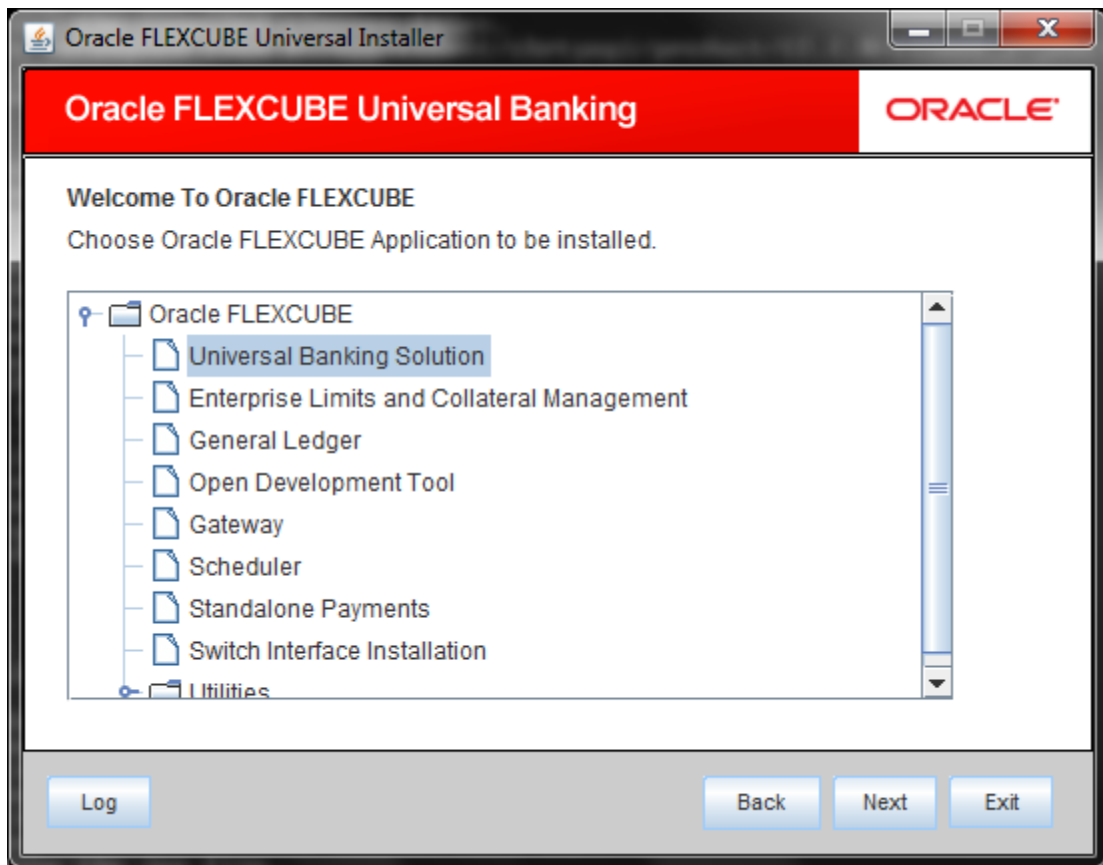 Oracle FLEXCUBE Universal Installer
Oracle FLEXCUBE Universal Banking
ORACLE
Welcome To Oracle FLEXCUBE
Choose Oracle FLEXCUBE Application to be installed.
Oracle FLEXCUBE
Universal Banking Solution
Enterprise Limits and Collateral Management
General Ledger
Open Development Tool
Gateway
Scheduler
Standalone Payments
Switch Interface Installation
Utilities
Log Back Next Exit